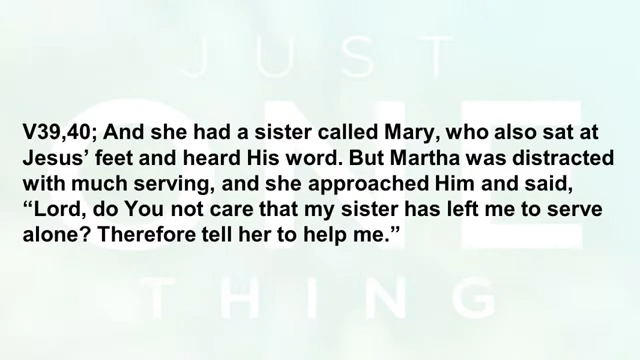 JUST
ONE
V39,40; And she had a sister called Mary, who also sat at
Jesus’ feet and heard His word. But Martha was distracted
with much serving, and she approached Him and said,
“Lord, do You not care that my sister has left me to serve
alone? Therefore tell her to help me.”
THING